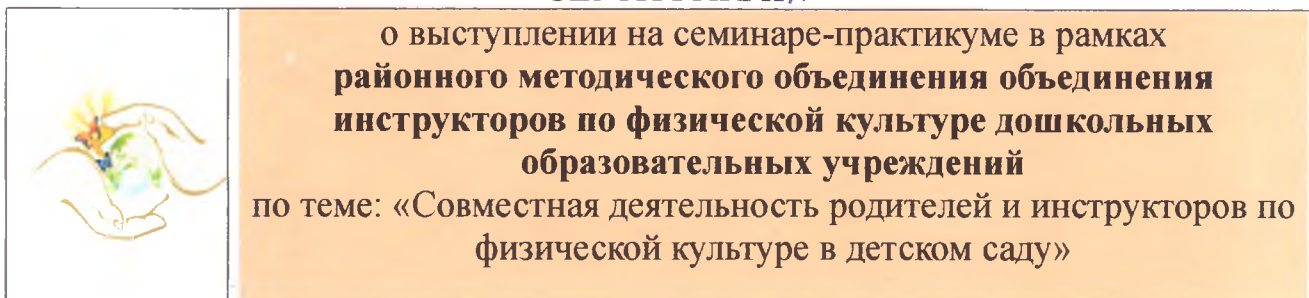 о выступлении на семинаре-практикуме в рамках
районного методического объединения объединения
инструкторов по физической культуре дошкольных
образовательных учреждений
по теме: «Совместная деятельность родителей и инструкторов по
физической культуре в детском саду»